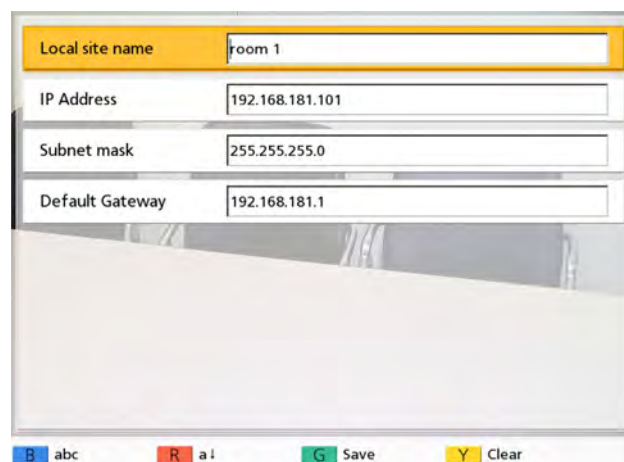 Local site name room 1
IP Address 192.168.181.101
Subnet mask 255.255.255.0
Default Gateway 192.168.181.1
B abc R a↓ G Save Y Clear